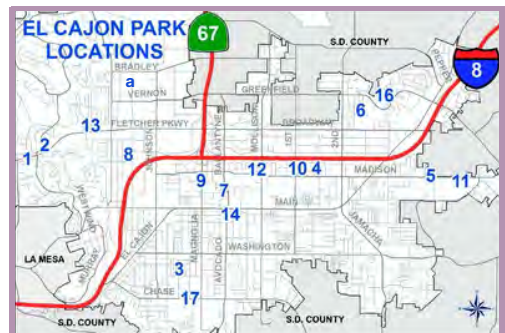 EL CAJON PARK
LOCATIONS
67
S.D. COUNTY
8
PEPPER
BRADLEY
a
VERNON
GREENFIELD
16
6
FLETCHER PKWY
BROADWAY
13
2
1
JOHNSON
BALLANTYNE
MOLLISON
1ST
2ND
8
9
7
12
10
4
MADISON
5
11
14
MAIN
WESTWIND
MURRAY
EL CAJON
MAGNOLIA
AVOCADO
WASHINGTON
JAMACHA
LA MESA
3
CHASE
17
S.D. COUNTY
S.D. COUNTY